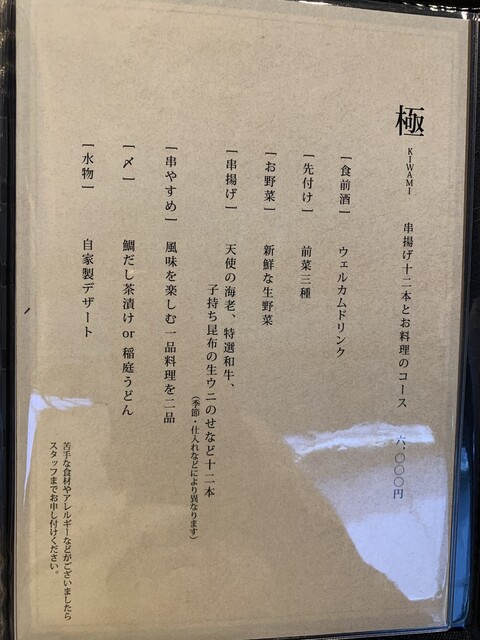 極 KIWAMI 串揚げ十二本とお料理のコース 六、〇〇〇円
[食前酒] ウェルカムドリンク
[先付け] 前菜三種
[お野菜] 新鮮な生野菜
[串揚げ] 天使の海老、特選和牛、
子持ち昆布の生ウニのせなど十二本
(季節・仕入れなどにより異なります)
[串やすめ] 風味を楽しむ一品料理を二品
[〆] 鯛だし茶漬け or 稲庭うどん
[水物] 自家製デザート
苦手な食材やアレルギーなどがございましたら
スタッフまでお申し付けください。